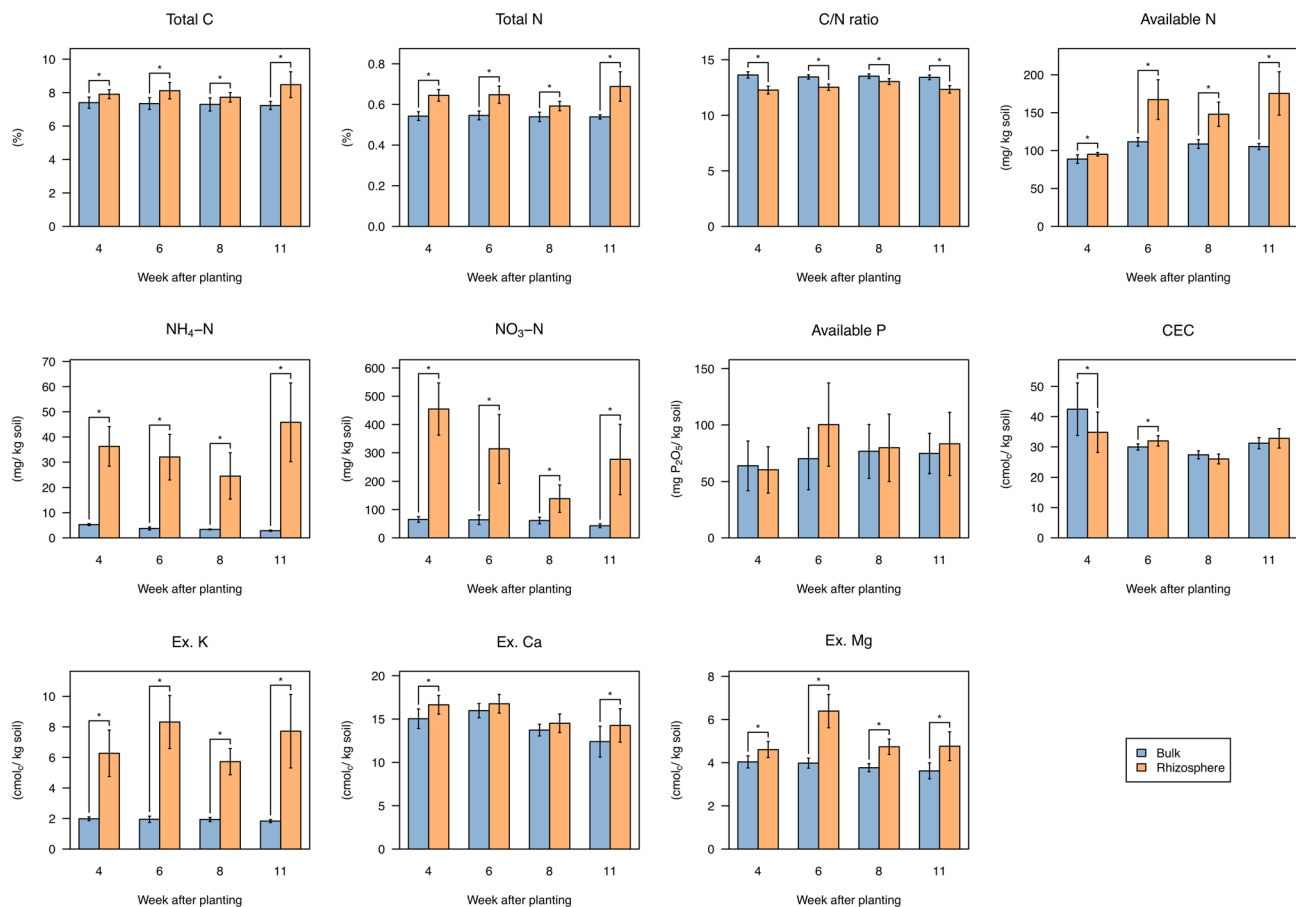 Total C
(%)
10
8
6
4
2
0
*
*
*
*
4 6 8 11
Week after planting
Total N
(%)
0.8
0.6
0.4
0.2
0.0
*
*
*
*
4 6 8 11
Week after planting
C/N ratio
15
10
5
0
*
*
*
*
4 6 8 11
Week after planting
Available N
(mg/ kg soil)
200
150
100
50
0
*
*
*
*
4 6 8 11
Week after planting
NH₄−N
(mg/ kg soil)
70
60
50
40
30
20
10
0
*
*
*
*
4 6 8 11
Week after planting
NO₃−N
(mg/ kg soil)
600
500
400
300
200
100
0
*
*
*
*
4 6 8 11
Week after planting
Available P
(mg P₂O₅/ kg soil)
150
100
50
0
4 6 8 11
Week after planting
CEC
(cmol꜀/ kg soil)
50
40
30
20
10
0
*
*
4 6 8 11
Week after planting
Ex. K
(cmol꜀/ kg soil)
10
8
6
4
2
0
*
*
*
*
4 6 8 11
Week after planting
Ex. Ca
(cmol꜀/ kg soil)
20
15
10
5
0
*
*
4 6 8 11
Week after planting
Ex. Mg
(cmol꜀/ kg soil)
8
6
4
2
0
*
*
*
*
4 6 8 11
Week after planting
Bulk
Rhizosphere